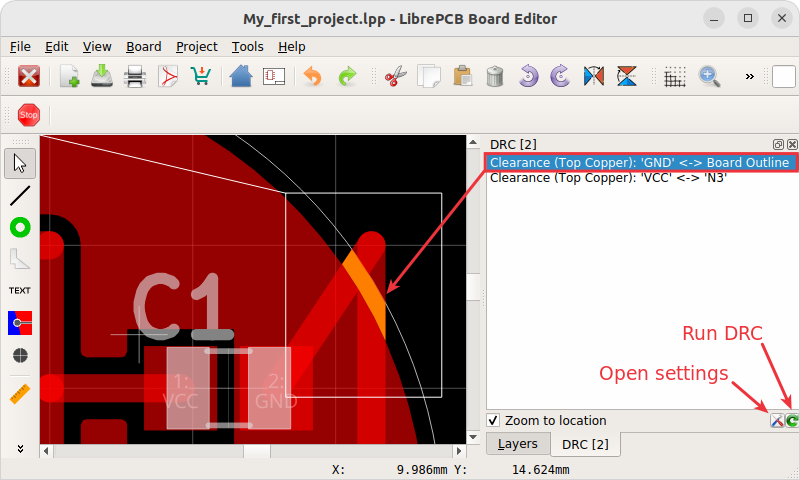 My_first_project.lpp - LibrePCB Board Editor
File Edit View Board Project Tools Help
»
Stop
DRC [2]
Clearance (Top Copper): 'GND' <-> Board Outline
Clearance (Top Copper): 'VCC' <-> 'N3'
TEXT
C1
1:
VCC
2:
GND
Run DRC
Open settings
Zoom to location
Layers DRC [2]
X: 9.986mm Y: 14.624mm